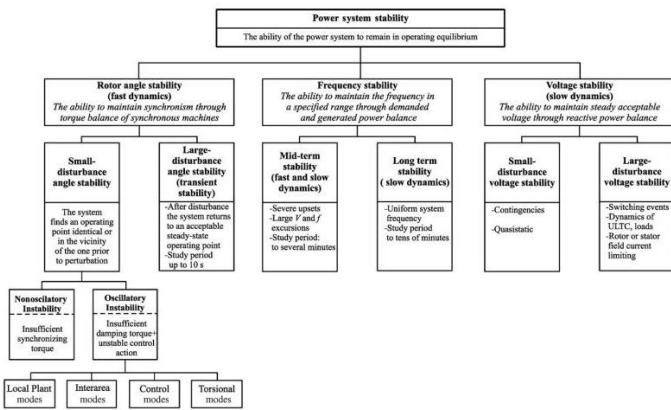 Power system stability
The ability of the power system to remain in operating equilibrium
Rotor angle stability
(fast dynamics)
The ability to maintain synchronism through
torque balance of synchronous machines
Frequency stability
The ability to maintain the frequency in
a specified range through demanded
and generated power balance
Voltage stability
(slow dynamics)
The ability to maintain steady acceptable
voltage through reactive power balance
Small-
disturbance
angle stability
The system
finds an operating
point identical or
in the vicinity
of the one prior
to perturbation
Large-
disturbance
angle stability
(transient stability)
-After disturbance
the system returns
to an acceptable
steady-state
operating point
-Study period
up to 10 s
Mid-term
stability
(fast and slow
dynamics)
-Severe upsets
-Large V and f
excursions
-Study period: to
several minutes
Long term
stability
( slow dynamics)
-Uniform system
frequency
-Study period
to tens of minutes
Small-
disturbance
voltage stability
-Contingencies
-Quasistatic
Large-
disturbance
voltage stability
-Switching events
-Dynamics of
ULTC, loads
-Rotor or stator
field current
limiting
Nonoscilatory
Instability
Insufficient
synchronizing
torque
Oscillatory
Instability
Insufficient
damping torque+
unstable control
action
Local Plant
modes
Interarea
modes
Control
modes
Torsional
modes